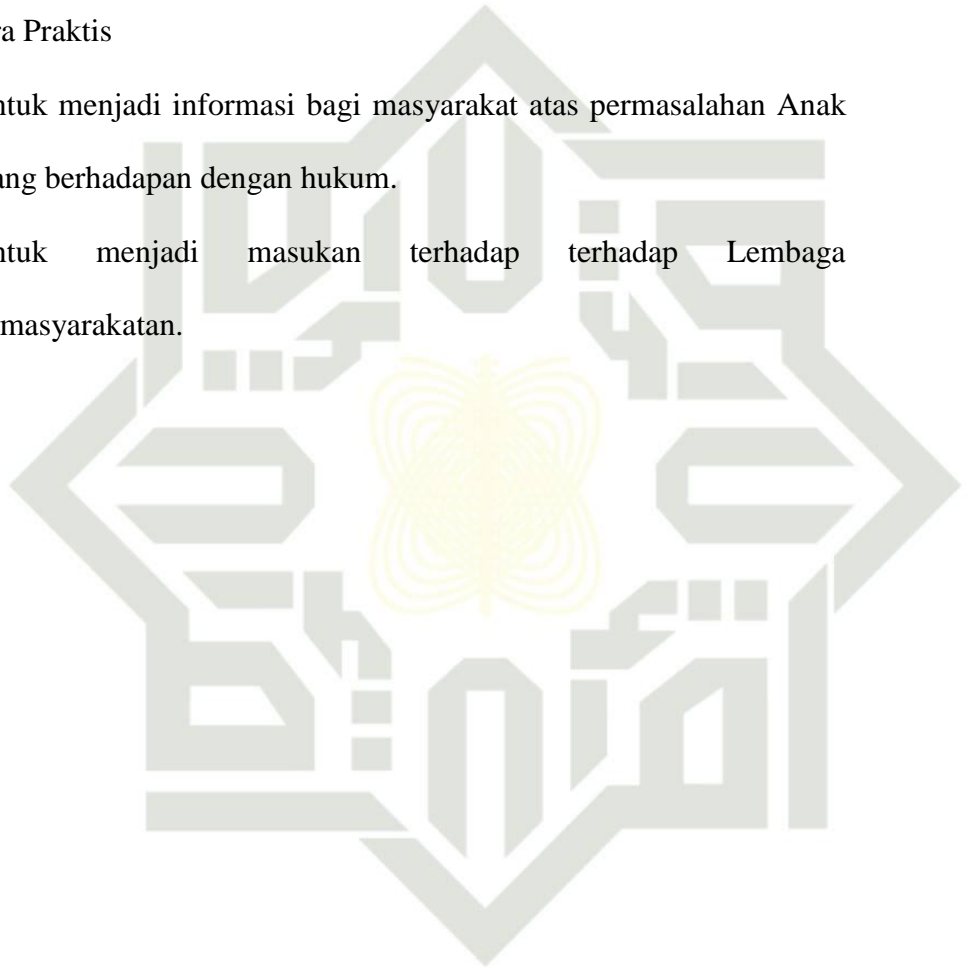 ra Praktis
ntuk menjadi informasi bagi masyarakat atas permasalahan Anak
ang berhadapan dengan hukum.
ntuk menjadi masukan terhadap terhadap Lembaga
masyarakatan.